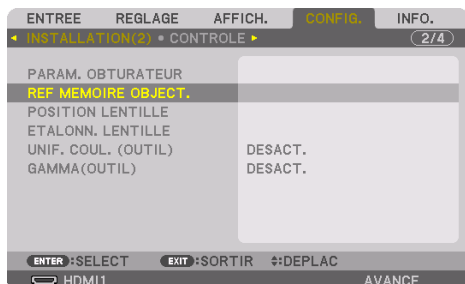 ENTREE REGLAGE AFFICH. CONFIG. INFO.
INSTALLATION(2) • CONTROLE 2/4
PARAM. OBTURATEUR
REF MEMOIRE OBJECT.
POSITION LENTILLE
ETALONN. LENTILLE
UNIF. COUL. (OUTIL) DESACT.
GAMMA(OUTIL) DESACT.
ENTER :SELECT EXIT :SORTIR :DEPLAC
HDMI1 AVANCE